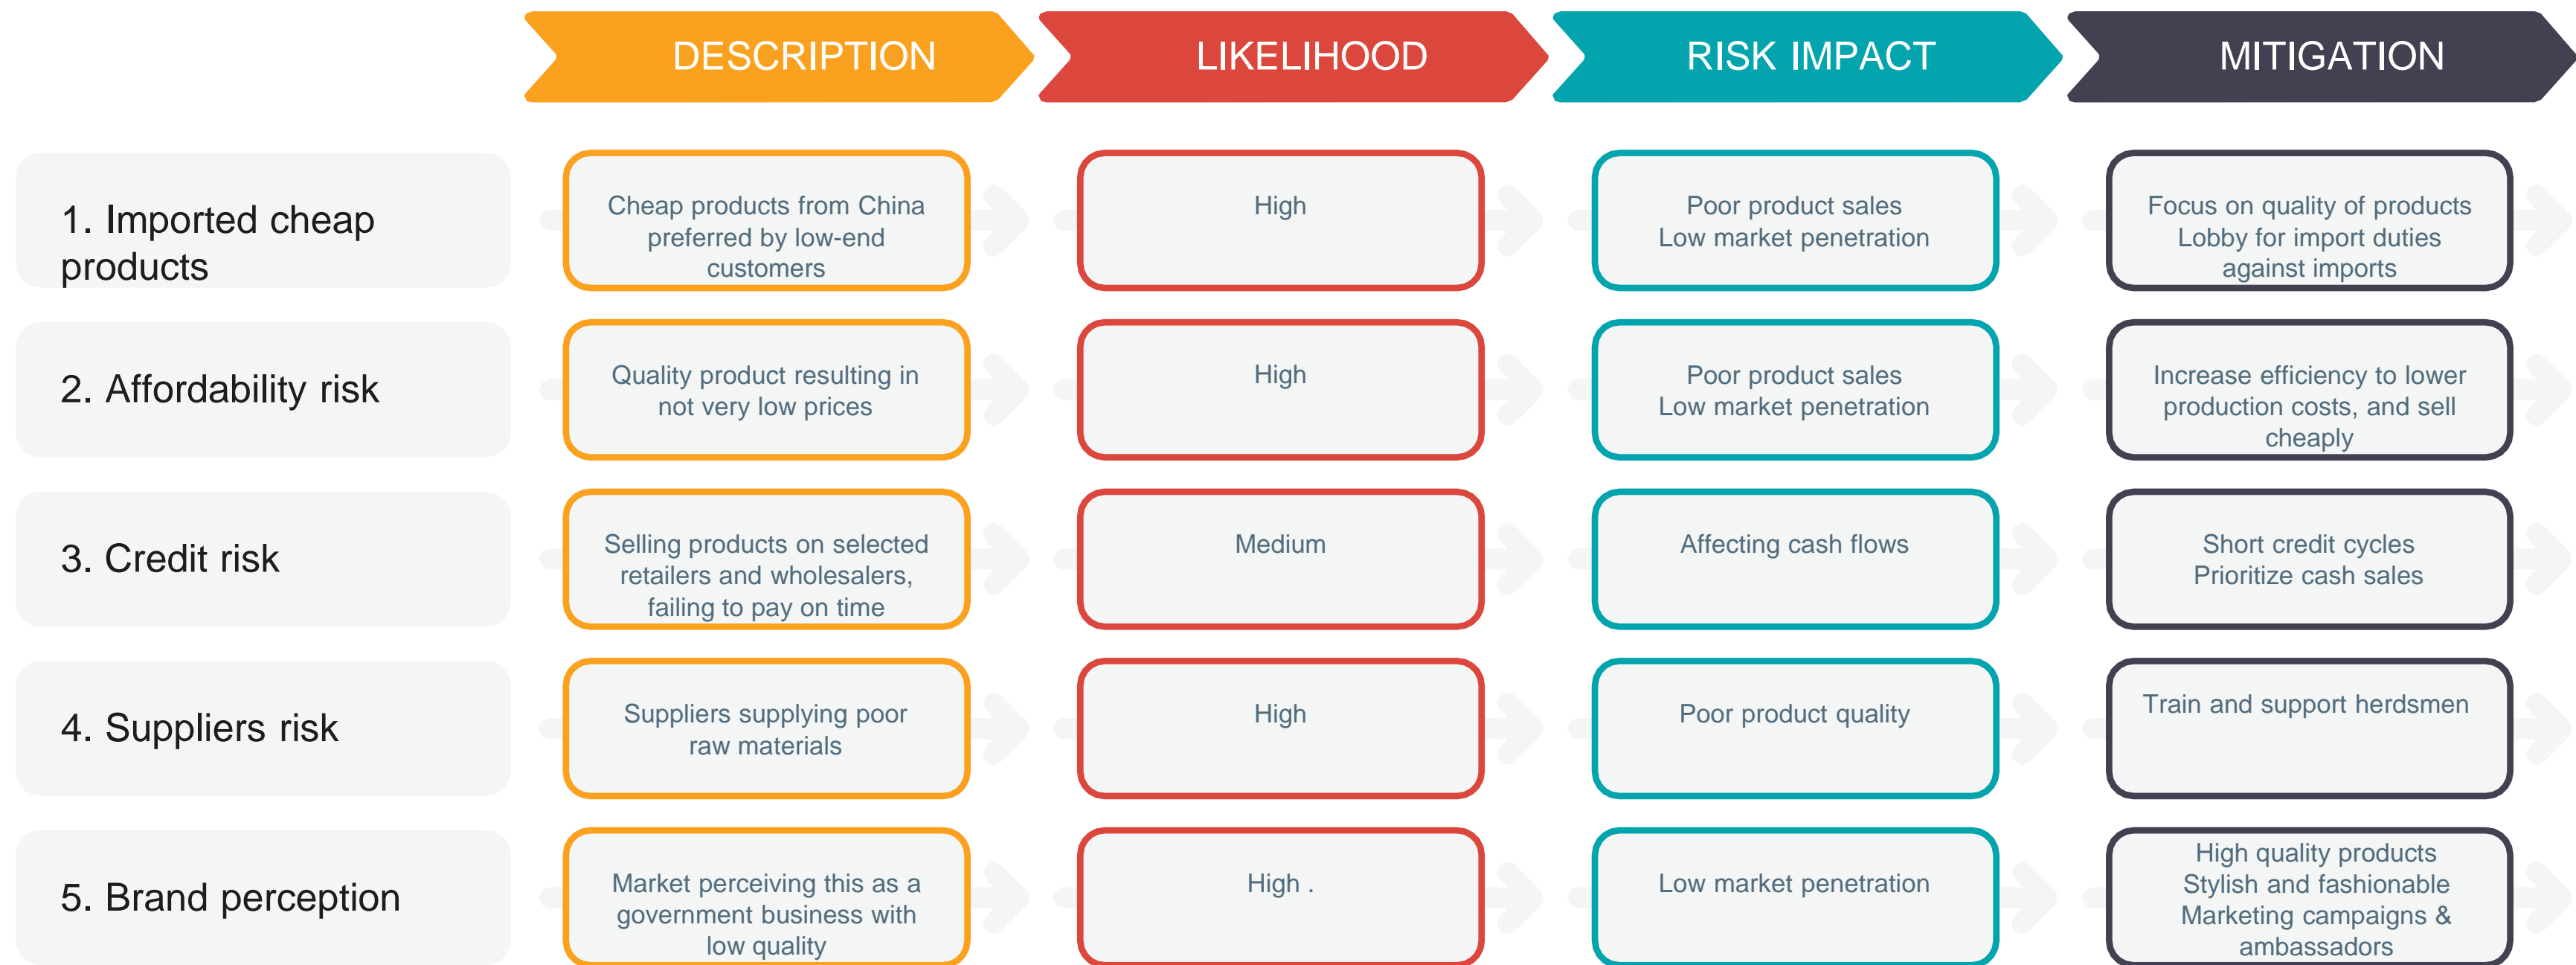 DESCRIPTION
LIKELIHOOD
RISK IMPACT
MITIGATION
1. Imported cheap
products
Cheap products from China
preferred by low-end
customers
High
Poor product sales
Low market penetration
Focus on quality of products
Lobby for import duties
against imports
2. Affordability risk
Quality product resulting in
not very low prices
High
Poor product sales
Low market penetration
Increase efficiency to lower
production costs, and sell
cheaply
3. Credit risk
Selling products on selected
retailers and wholesalers,
failing to pay on time
Medium
Affecting cash flows
Short credit cycles
Prioritize cash sales
4. Suppliers risk
Suppliers supplying poor
raw materials
High
Poor product quality
Train and support herdsmen
5. Brand perception
Market perceiving this as a
government business with
low quality
High .
Low market penetration
High quality products
Stylish and fashionable
Marketing campaigns &
ambassadors